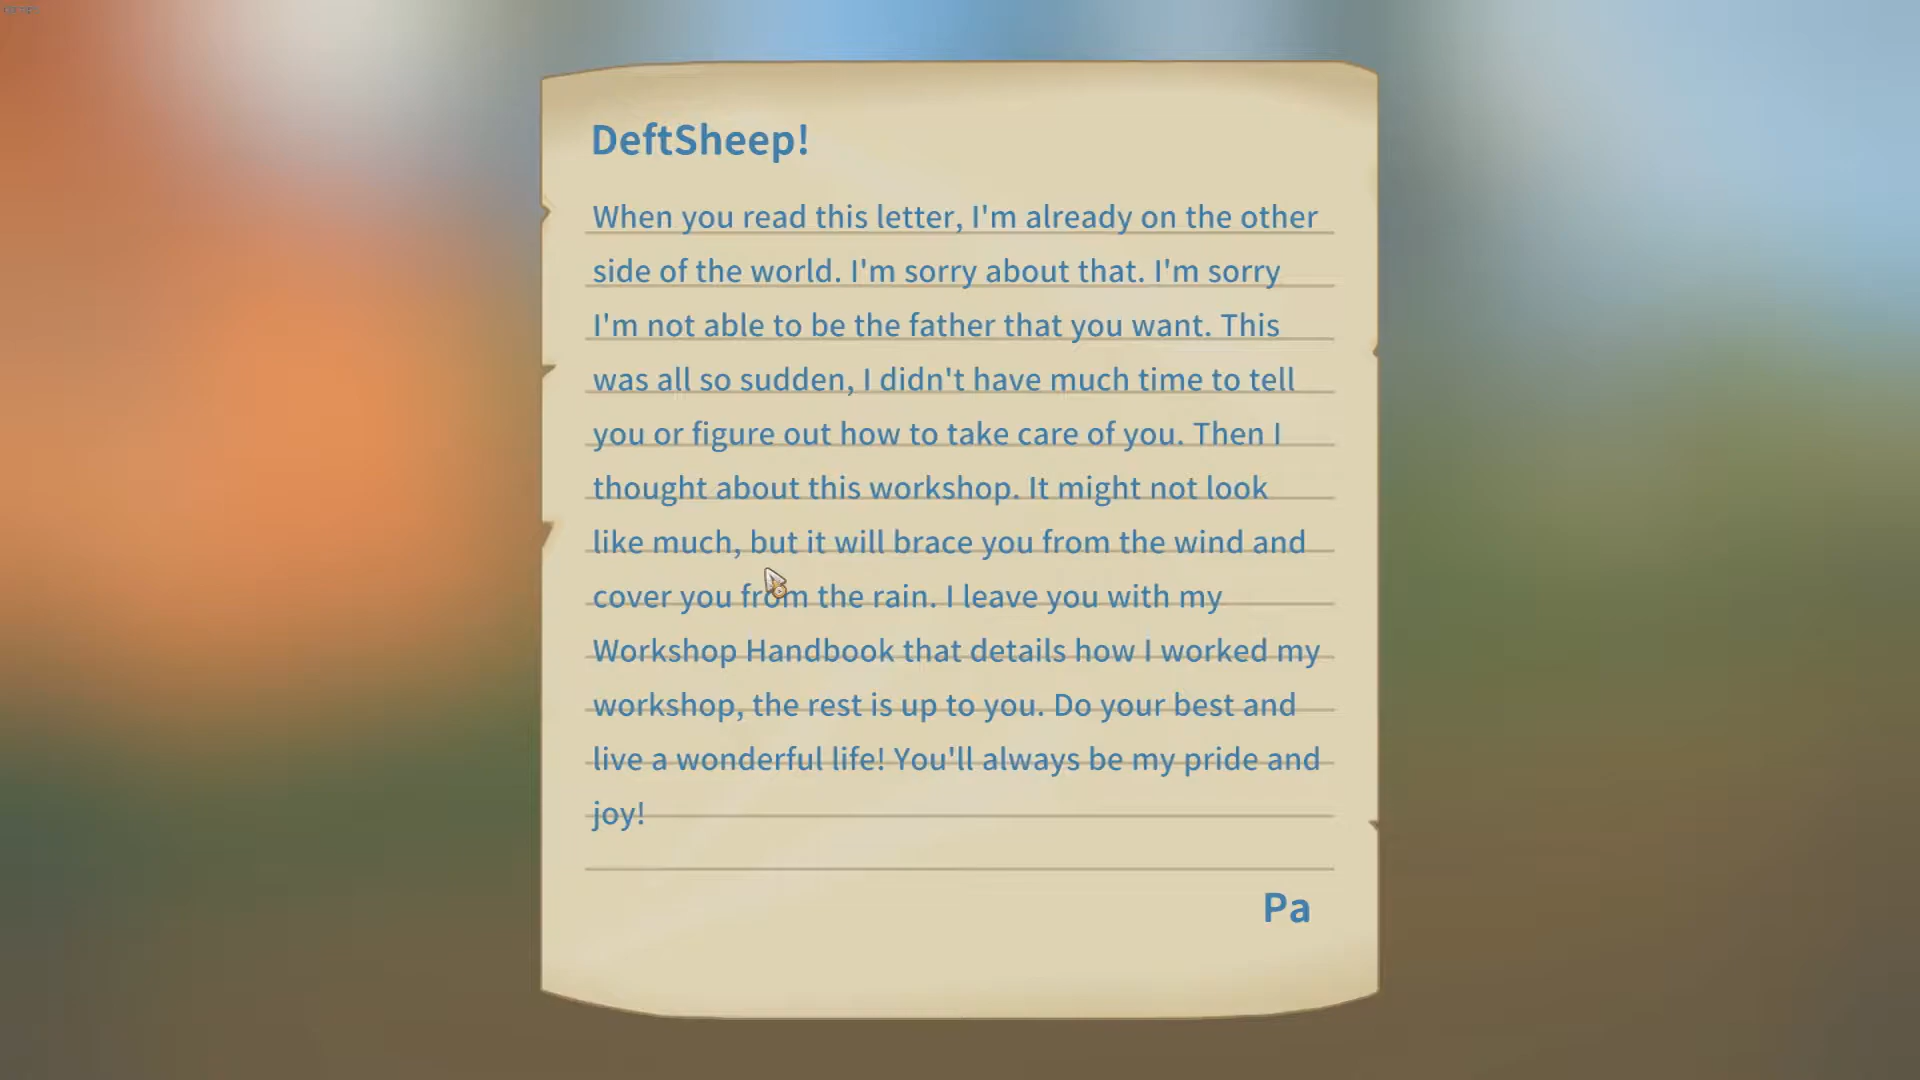 DeftSheep!
When you read this letter, I'm already on the other
side of the world. I'm sorry about that. I'm sorry
I'm not able to be the father that you want. This
was all so sudden, I didn't have much time to tell
you or figure out how to take care of you. Then I
thought about this workshop. It might not look
like much, but it will brace you from the wind and
cover you from the rain. I leave you with my
Workshop Handbook that details how I worked my
workshop, the rest is up to you. Do your best and
live a wonderful life! You'll always be my pride and
joy!
Pa